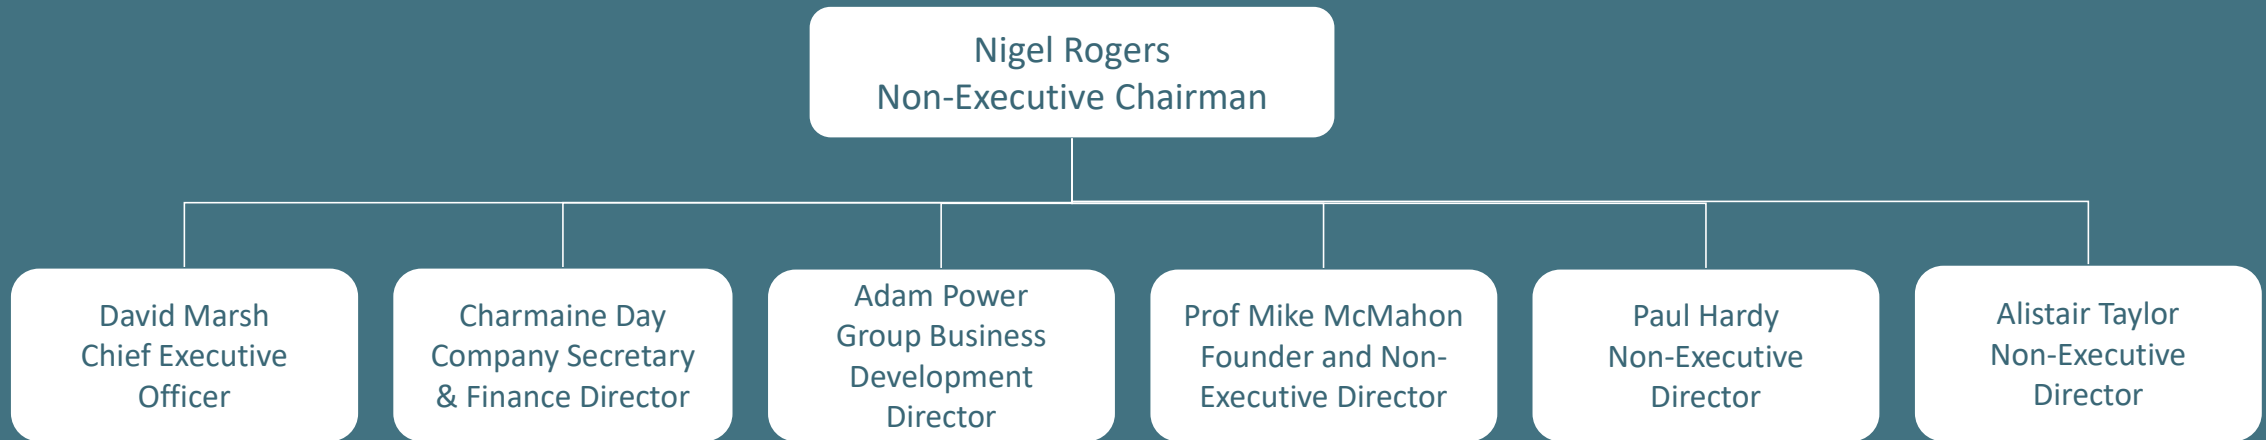 Nigel Rogers
Non-Executive Chairman
David Marsh
Chief Executive
Officer
Charmaine Day
Company Secretary
& Finance Director
Adam Power
Group Business
Development
Director
Prof Mike McMahon
Founder and Non-
Executive Director
Paul Hardy
Non-Executive
Director
Alistair Taylor
Non-Executive
Director